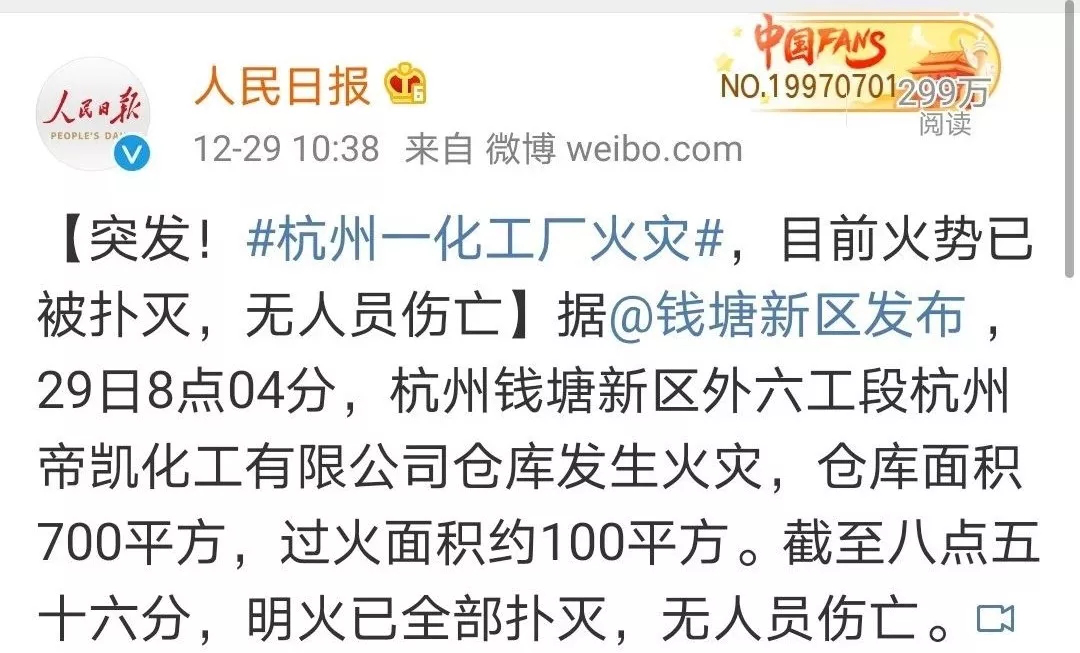 中国FANS
人民日报
NO.19970701
299万
阅读
人民日报
PEOPLE'S DA
12-29 10:38 来自 微博 weibo.com
【突发！#杭州一化工厂火灾#，目前火势已
被扑灭，无人员伤亡】据@钱塘新区发布，
29日8点04分，杭州钱塘新区外六工段杭州
帝凯化工有限公司仓库发生火灾，仓库面积
700平方，过火面积约100平方。截至八点五
十六分，明火已全部扑灭，无人员伤亡。